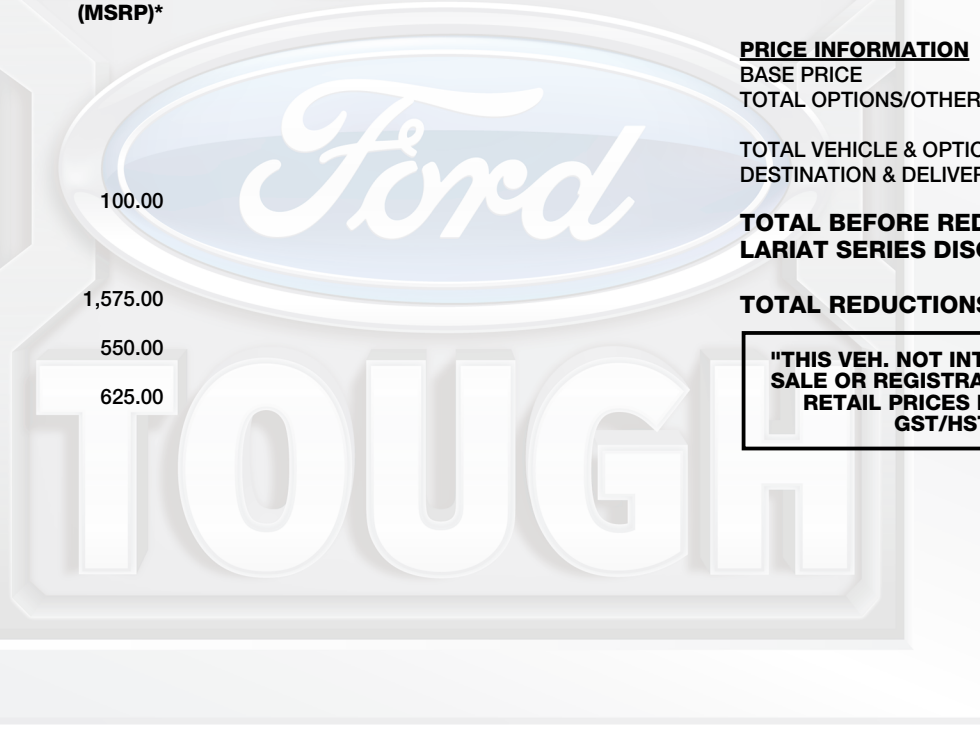 (MSRP)*
100.00
1,575.00
550.00
625.00
Ford
TOUGH
PRICE INFORMATION
BASE PRICE
TOTAL OPTIONS/OTHER
TOTAL VEHICLE & OPTIO
DESTINATION & DELIVER
TOTAL BEFORE RED
LARIAT SERIES DISC
TOTAL REDUCTIONS
"THIS VEH. NOT INT
SALE OR REGISTRA
RETAIL PRICES
GST/HST